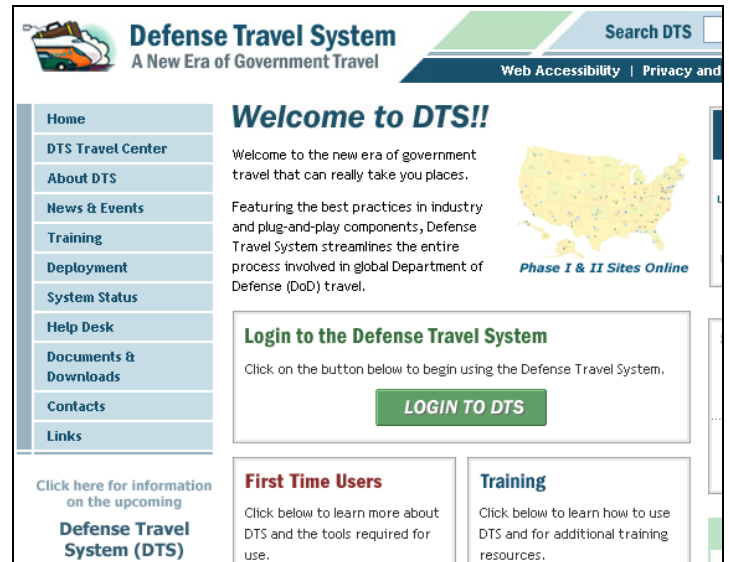 Defense Travel System
A New Era of Government Travel
Search DTS
Web Accessibility | Privacy and
Home
DTS Travel Center
About DTS
News & Events
Training
Deployment
System Status
Help Desk
Documents &
Downloads
Contacts
Links
Click here for information
on the upcoming
Defense Travel
System (DTS)
Welcome to DTS!!
Welcome to the new era of government
travel that can really take you places.
Featuring the best practices in industry
and plug-and-play components, Defense
Travel System streamlines the entire
process involved in global Department of
Defense (DoD) travel.
Phase I & II Sites Online
Login to the Defense Travel System
Click on the button below to begin using the Defense Travel System.
LOGIN TO DTS
First Time Users
Click below to learn more about
DTS and the tools required for
use.
Training
Click below to learn how to use
DTS and for additional training
resources.